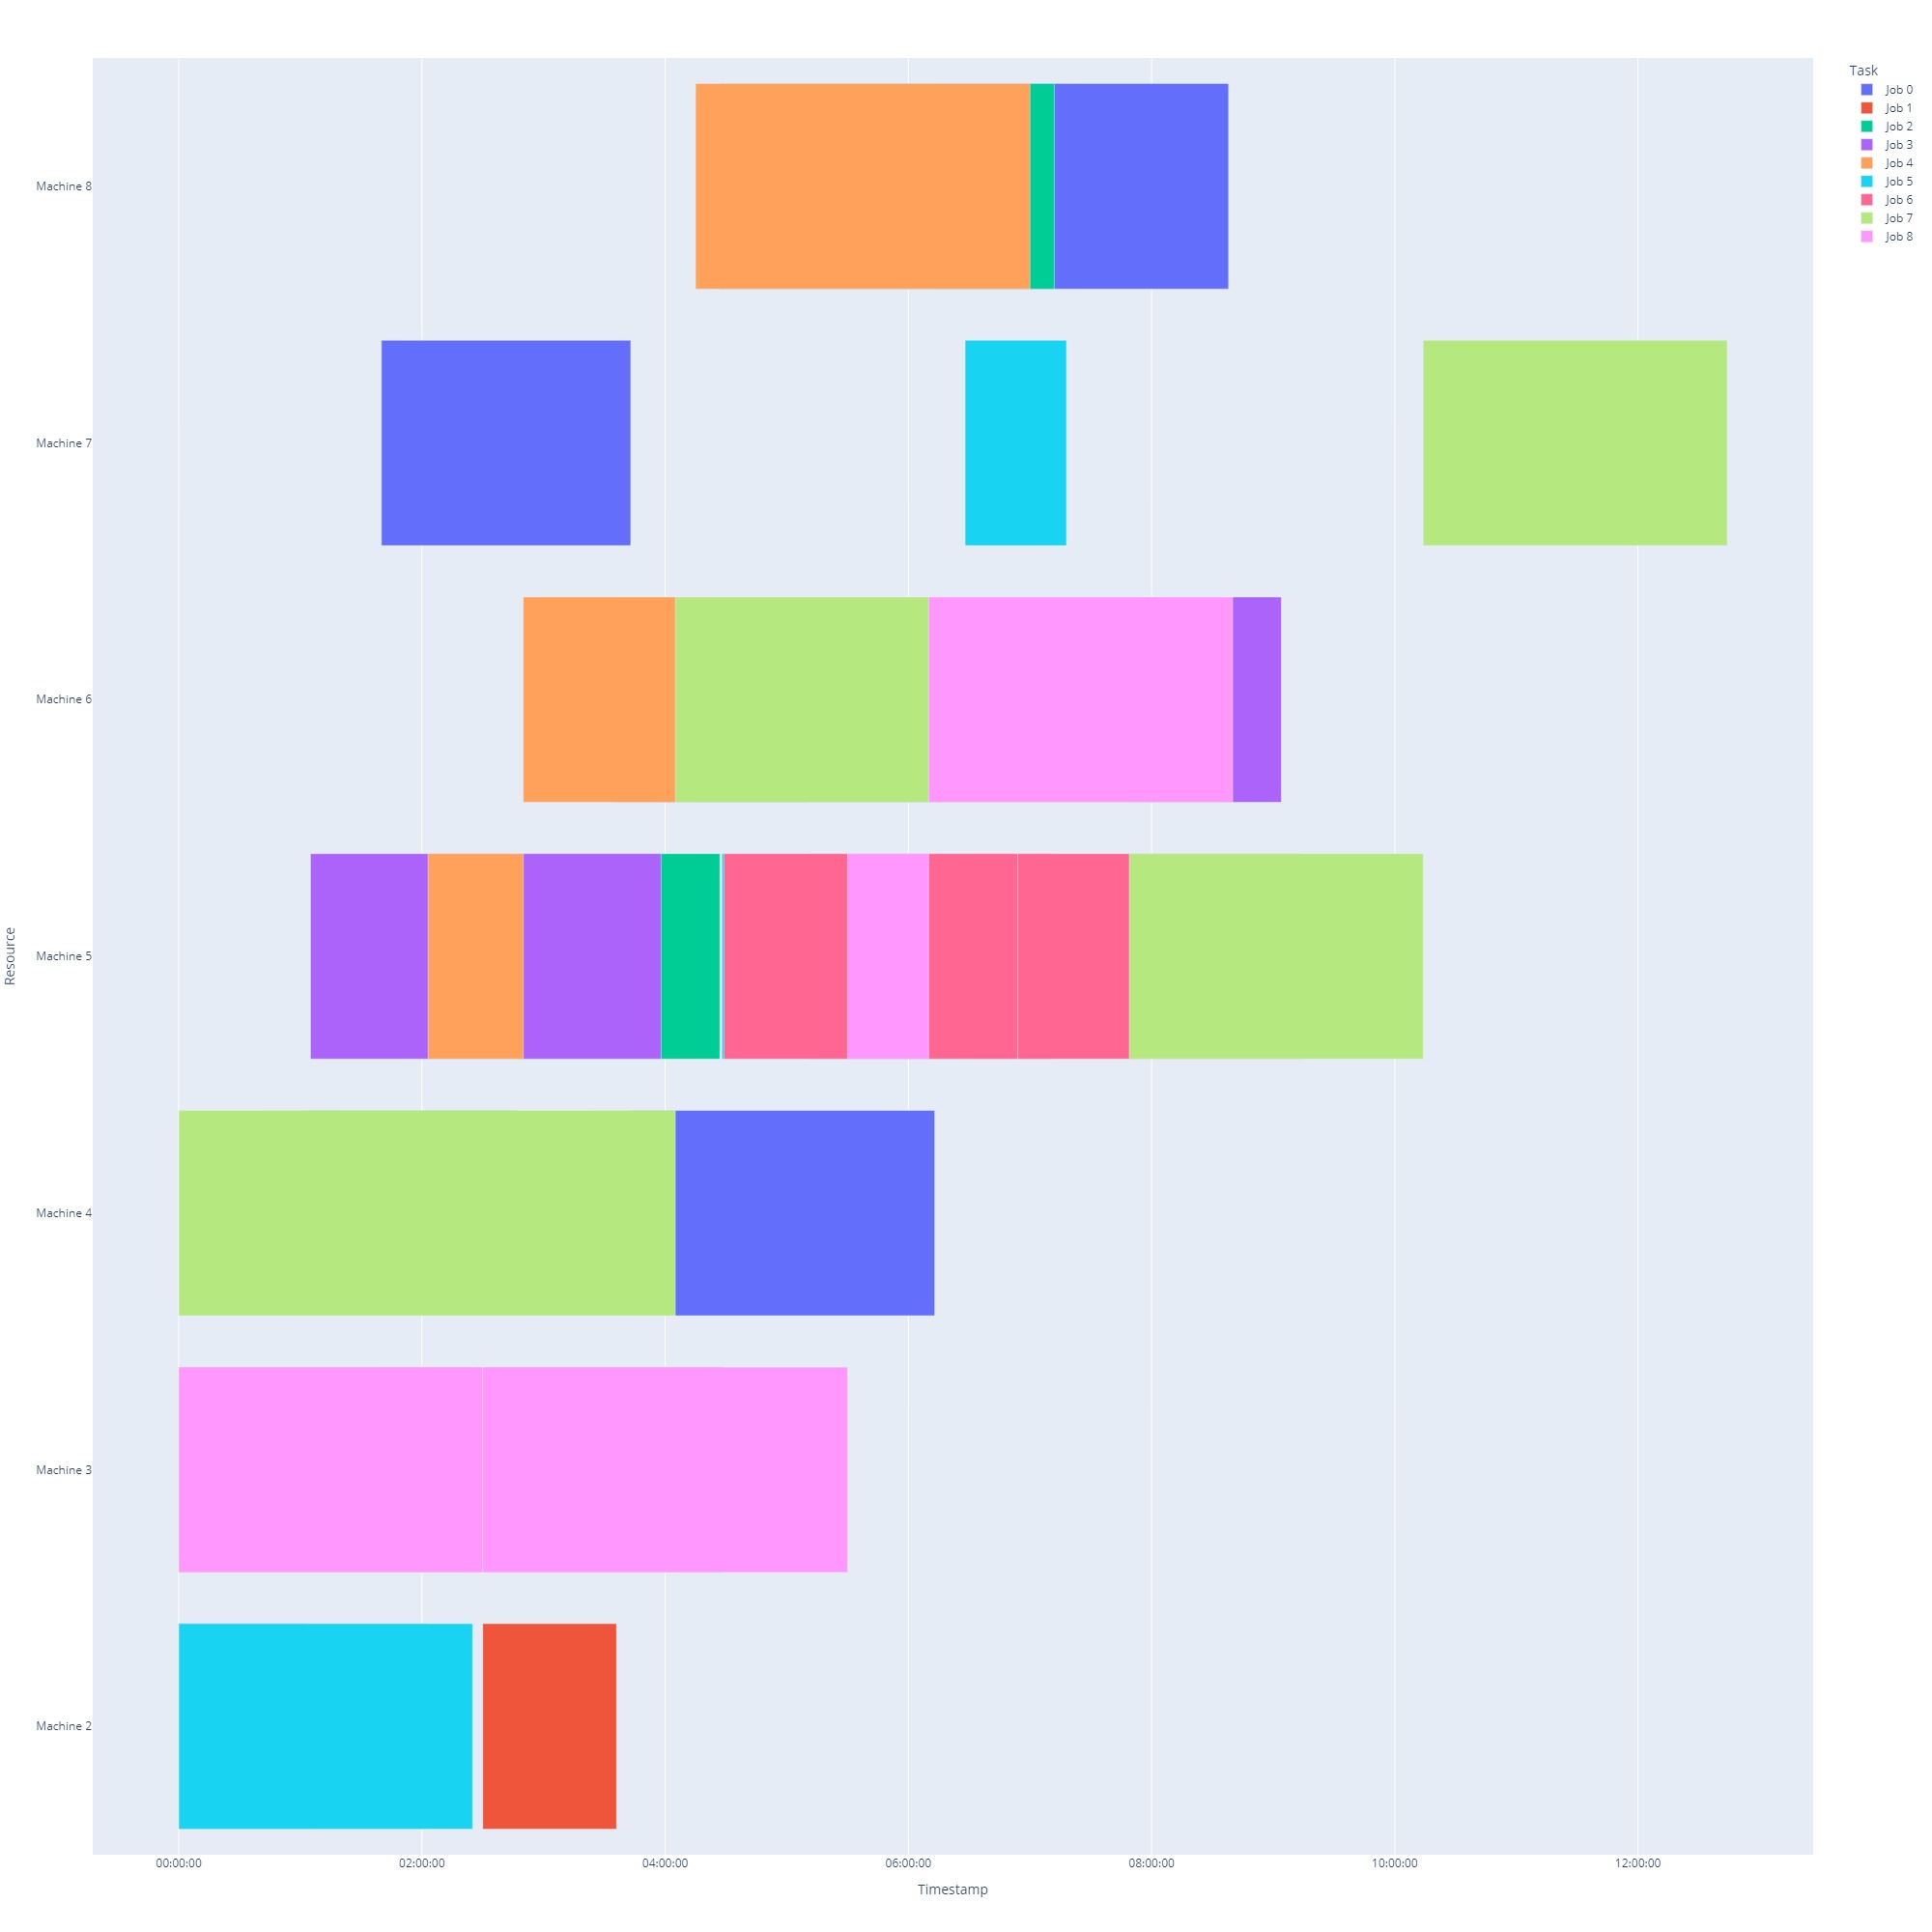 Task
Job 0
Job 1
Job 2
Job 3
Job 4
Job 5
Job 6
Job 7
Job 8
Machine 8
Machine 7
Machine 6
Machine 5
Machine 4
Machine 3
Machine 2
Resource
00:00:00 02:00:00 04:00:00 06:00:00 08:00:00 10:00:00 12:00:00
Timestamp